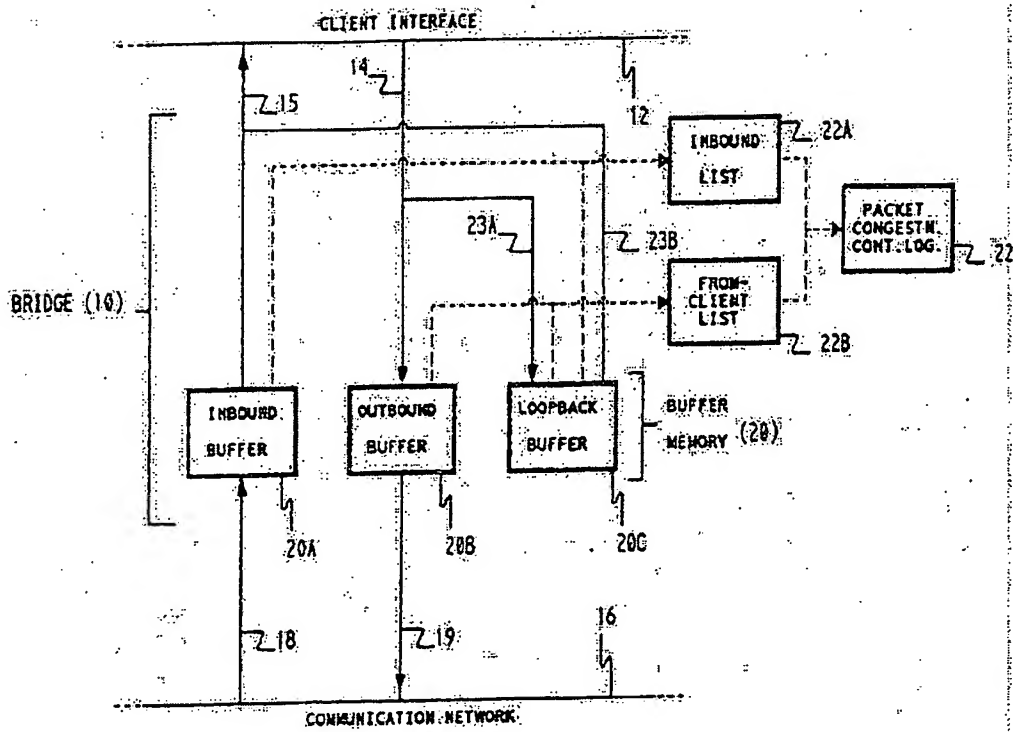 CLIENT INTERFACE
14
15
12
22A
INBOUND
LIST
PACKET
CONGESTN.
CONT.LOG.
22
23A
23B
FROM-
CLIENT
LIST
22B
BRIDGE (10)
INBOUND
BUFFER
OUTBOUND
BUFFER
LOOPBACK
BUFFER
BUFFER
MEMORY (20)
20A
20B
20C
16
18
19
COMMUNICATION NETWORK